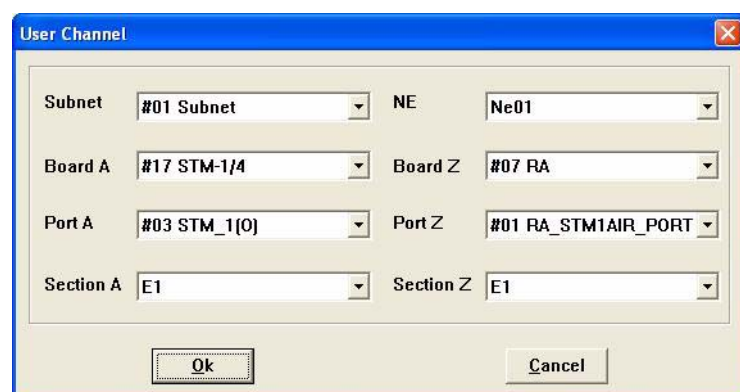 User Channel
Subnet #01 Subnet NE Ne01
Board A #17 STM-1/4 Board Z #07 RA
Port A #03 STM_1(O) Port Z #01 RA_STM1AIR_PORT
Section A E1 Section Z E1
Ok Cancel